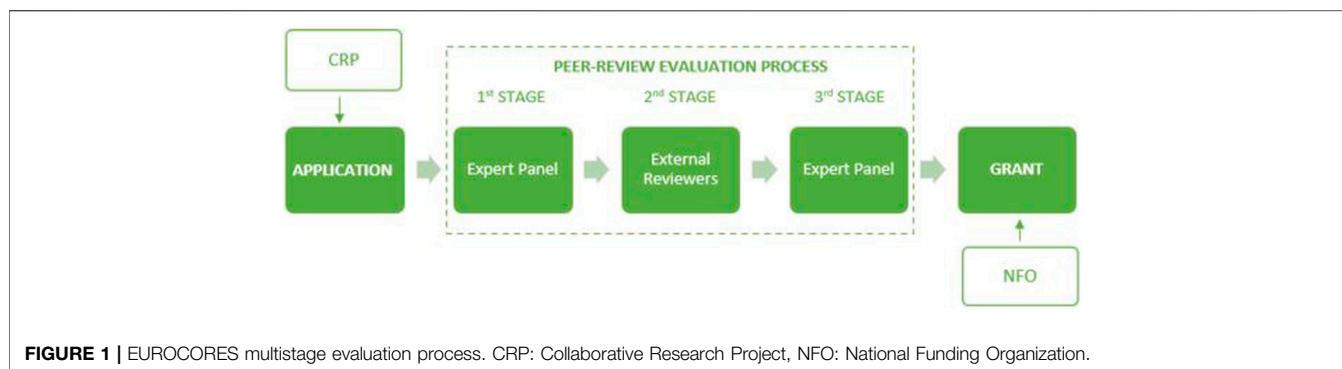 CRP
PEER-REVIEW EVALUATION PROCESS
1st STAGE 2nd STAGE 3rd STAGE
APPLICATION
Expert Panel
External
Reviewers
Expert Panel
GRANT
NFO
FIGURE 1 | EUROCORES multistage evaluation process. CRP: Collaborative Research Project, NFO: National Funding Organization.